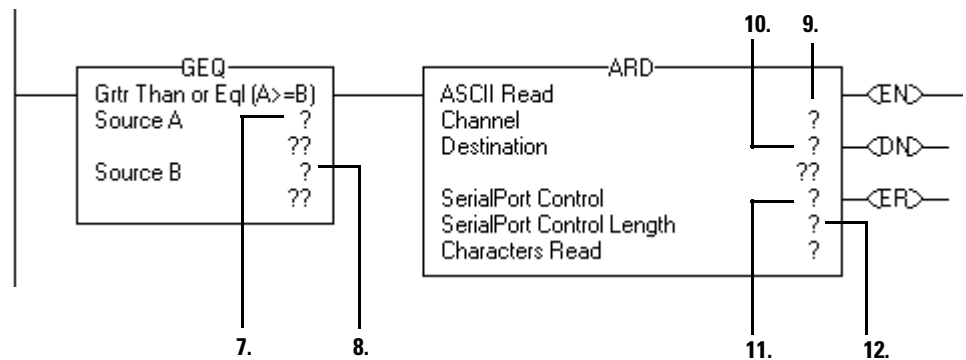 10. 9.
GEQ
Grtr Than or Eql (A>=B)
Source A ?
??
Source B ?
??
ARD
ASCII Read
Channel ?
Destination ?
??
SerialPort Control ?
SerialPort Control Length ?
Characters Read ?
EN
DN
ER
7. 8. 11. 12.